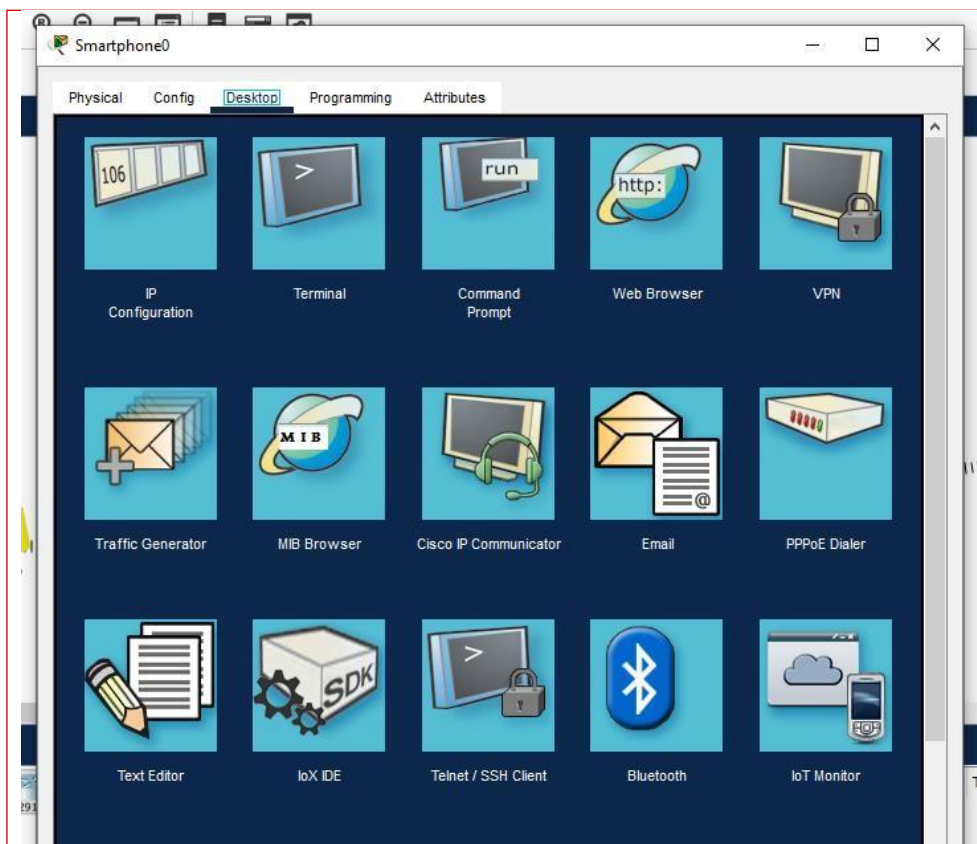 Smartphone0
Physical Config Desktop Programming Attributes
106
>
run
http:
IP
Configuration
Terminal
Command
Prompt
Web Browser
VPN
MIB
@
Traffic Generator
MIB Browser
Cisco IP Communicator
Email
PPPoE Dialer
>
SDK
Text Editor
IoX IDE
Telnet / SSH Client
Bluetooth
IoT Monitor
291